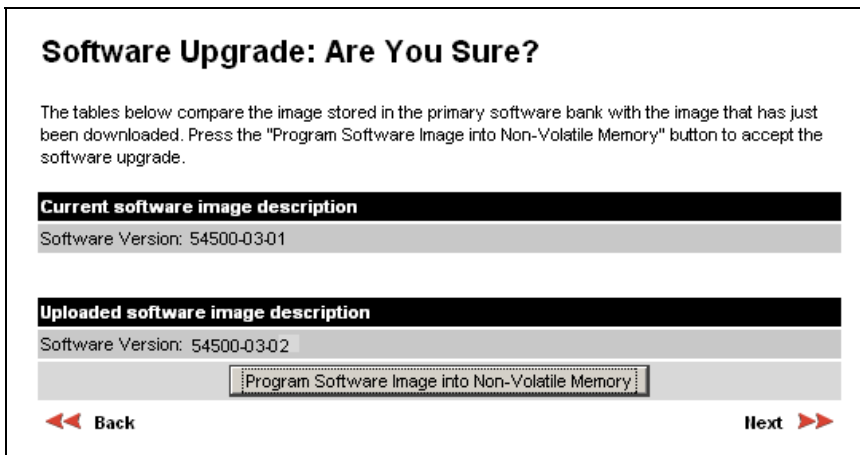 Software Upgrade: Are You Sure?
The tables below compare the image stored in the primary software bank with the image that has just
been downloaded. Press the "Program Software Image into Non-Volatile Memory" button to accept the
software upgrade.
Current software image description
Software Version: 54500-03-01
Uploaded software image description
Software Version: 54500-03-02
Program Software Image into Non-Volatile Memory
Back
Next